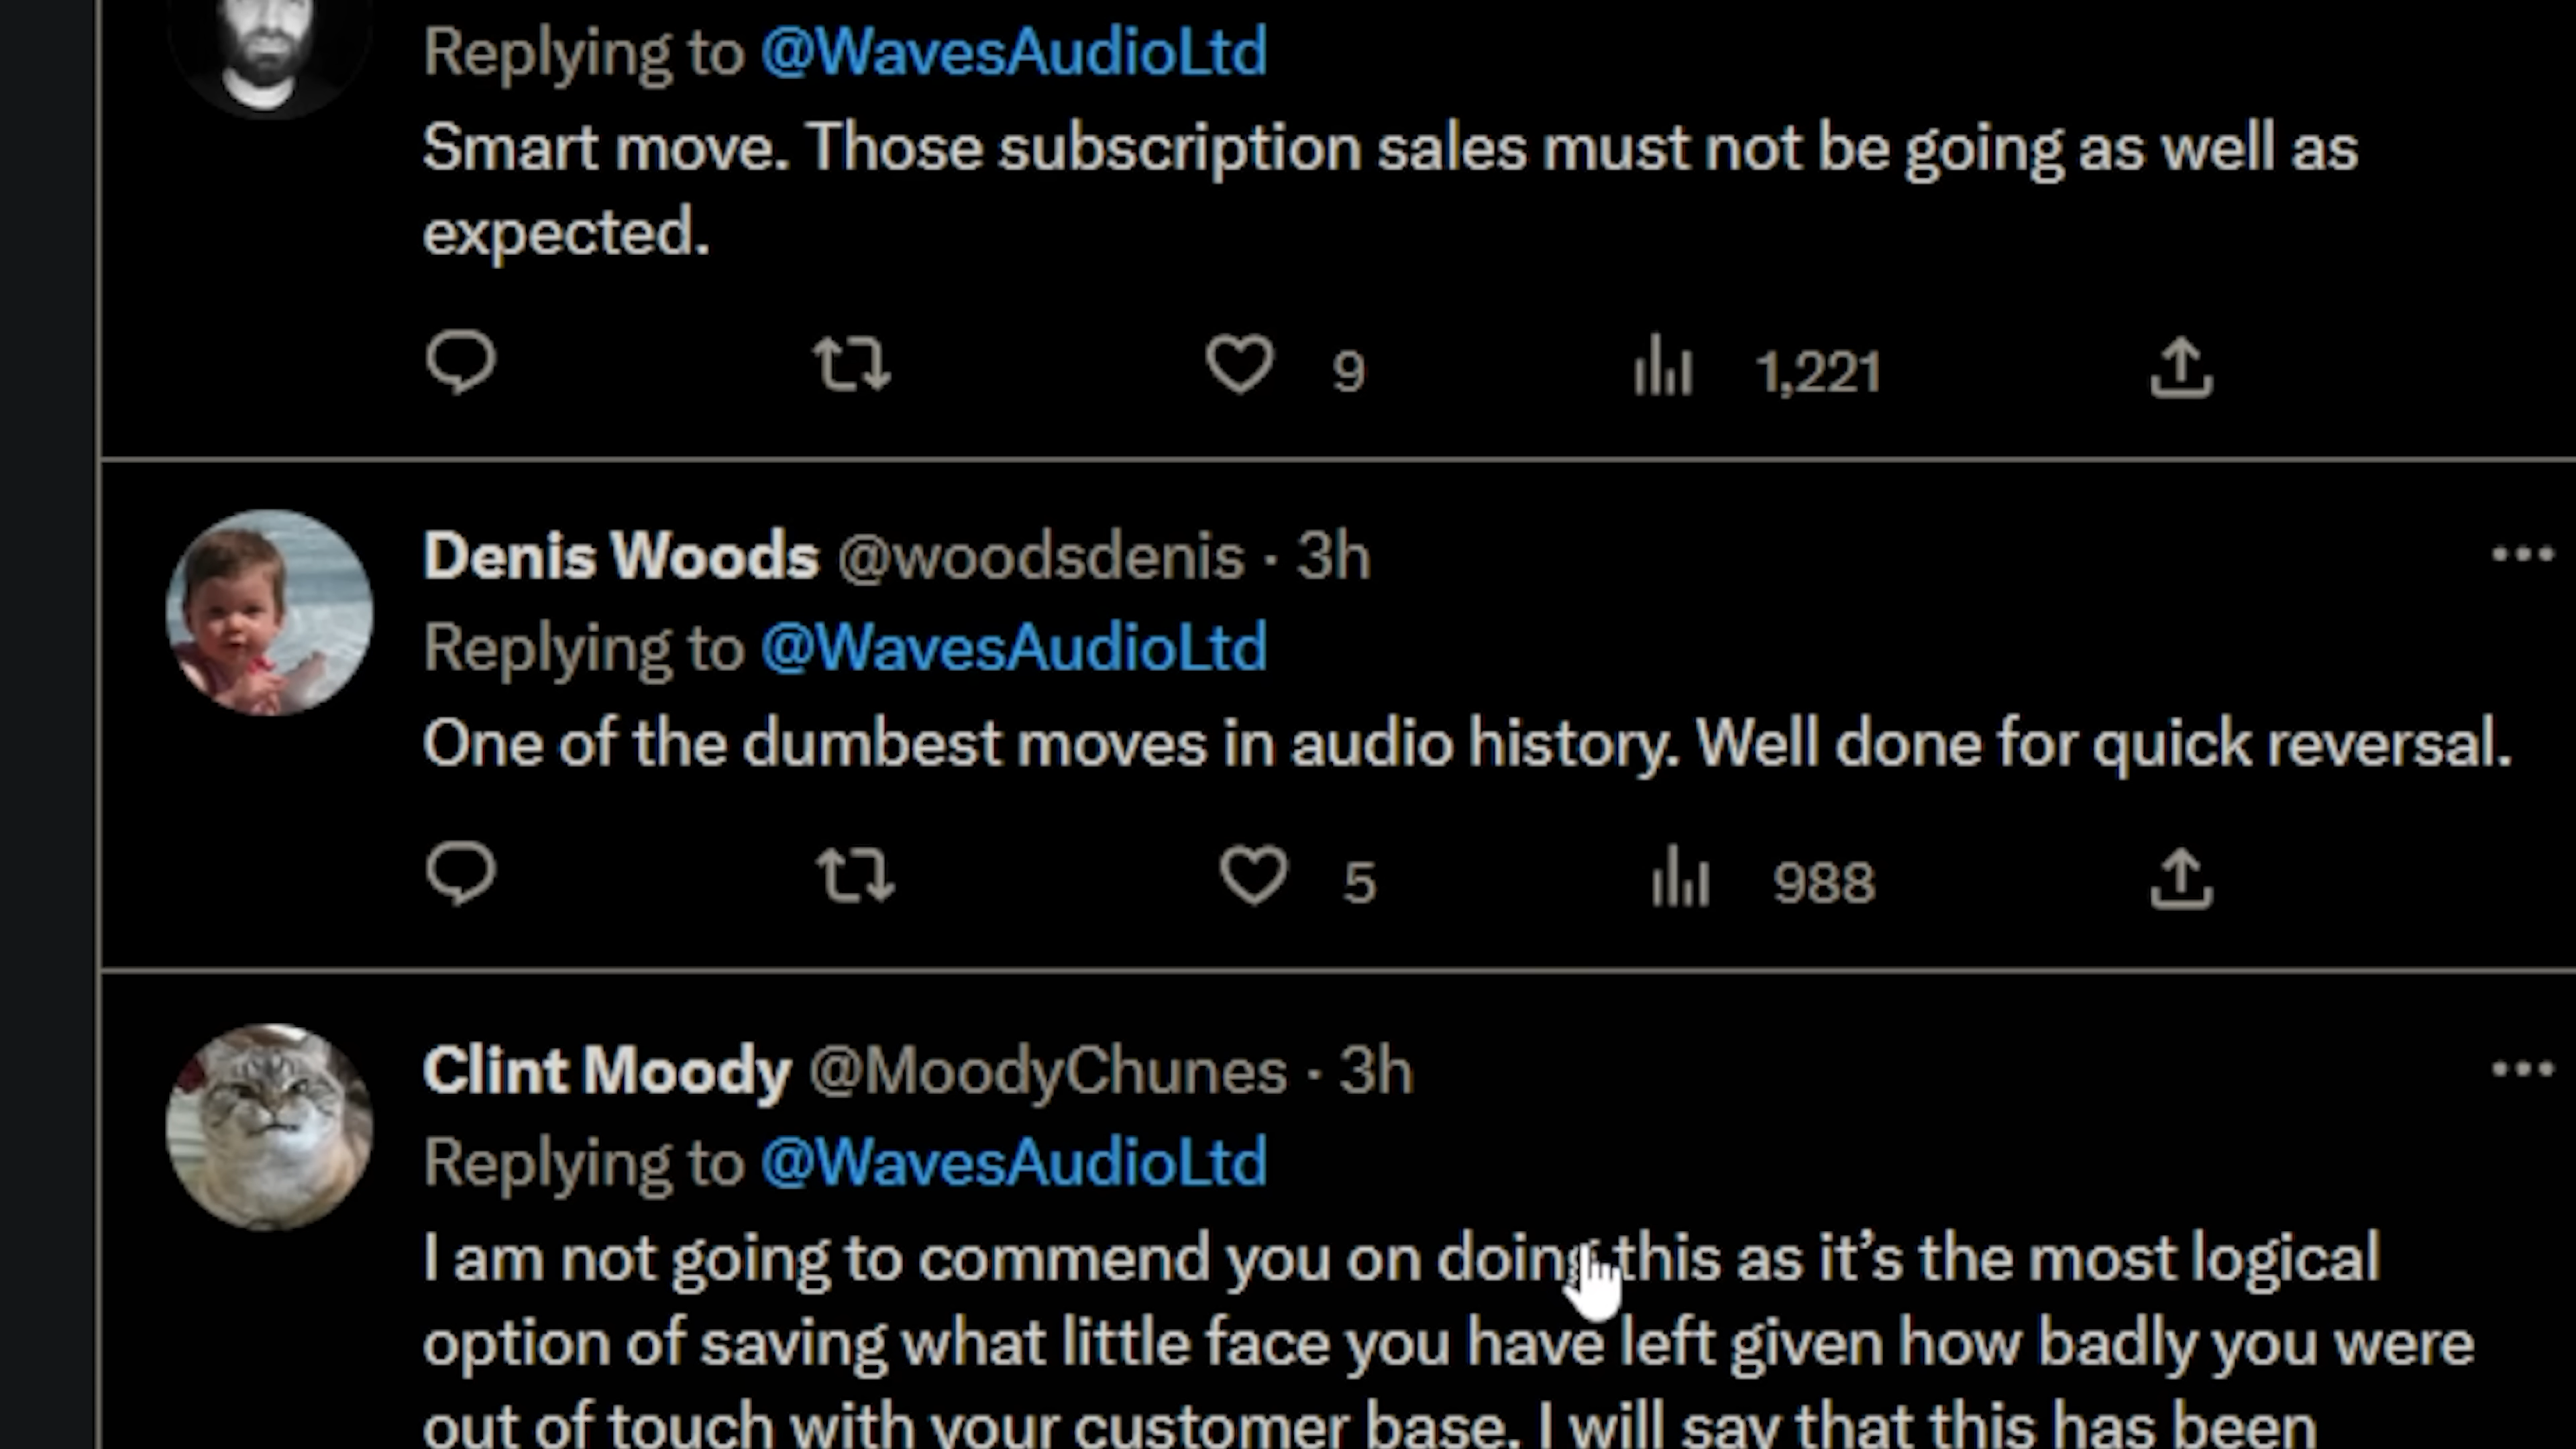 Replying to @WavesAudioLtd
Smart move. Those subscription sales must not be going as well as
expected.
9 1,221
Denis Woods @woodsdenis · 3h
Replying to @WavesAudioLtd
One of the dumbest moves in audio history. Well done for quick reversal.
5 988
Clint Moody @MoodyChunes · 3h
Replying to @WavesAudioLtd
I am not going to commend you on doing this as it’s the most logical
option of saving what little face you have left given how badly you were
out of touch with your customer base. I will say that this has been